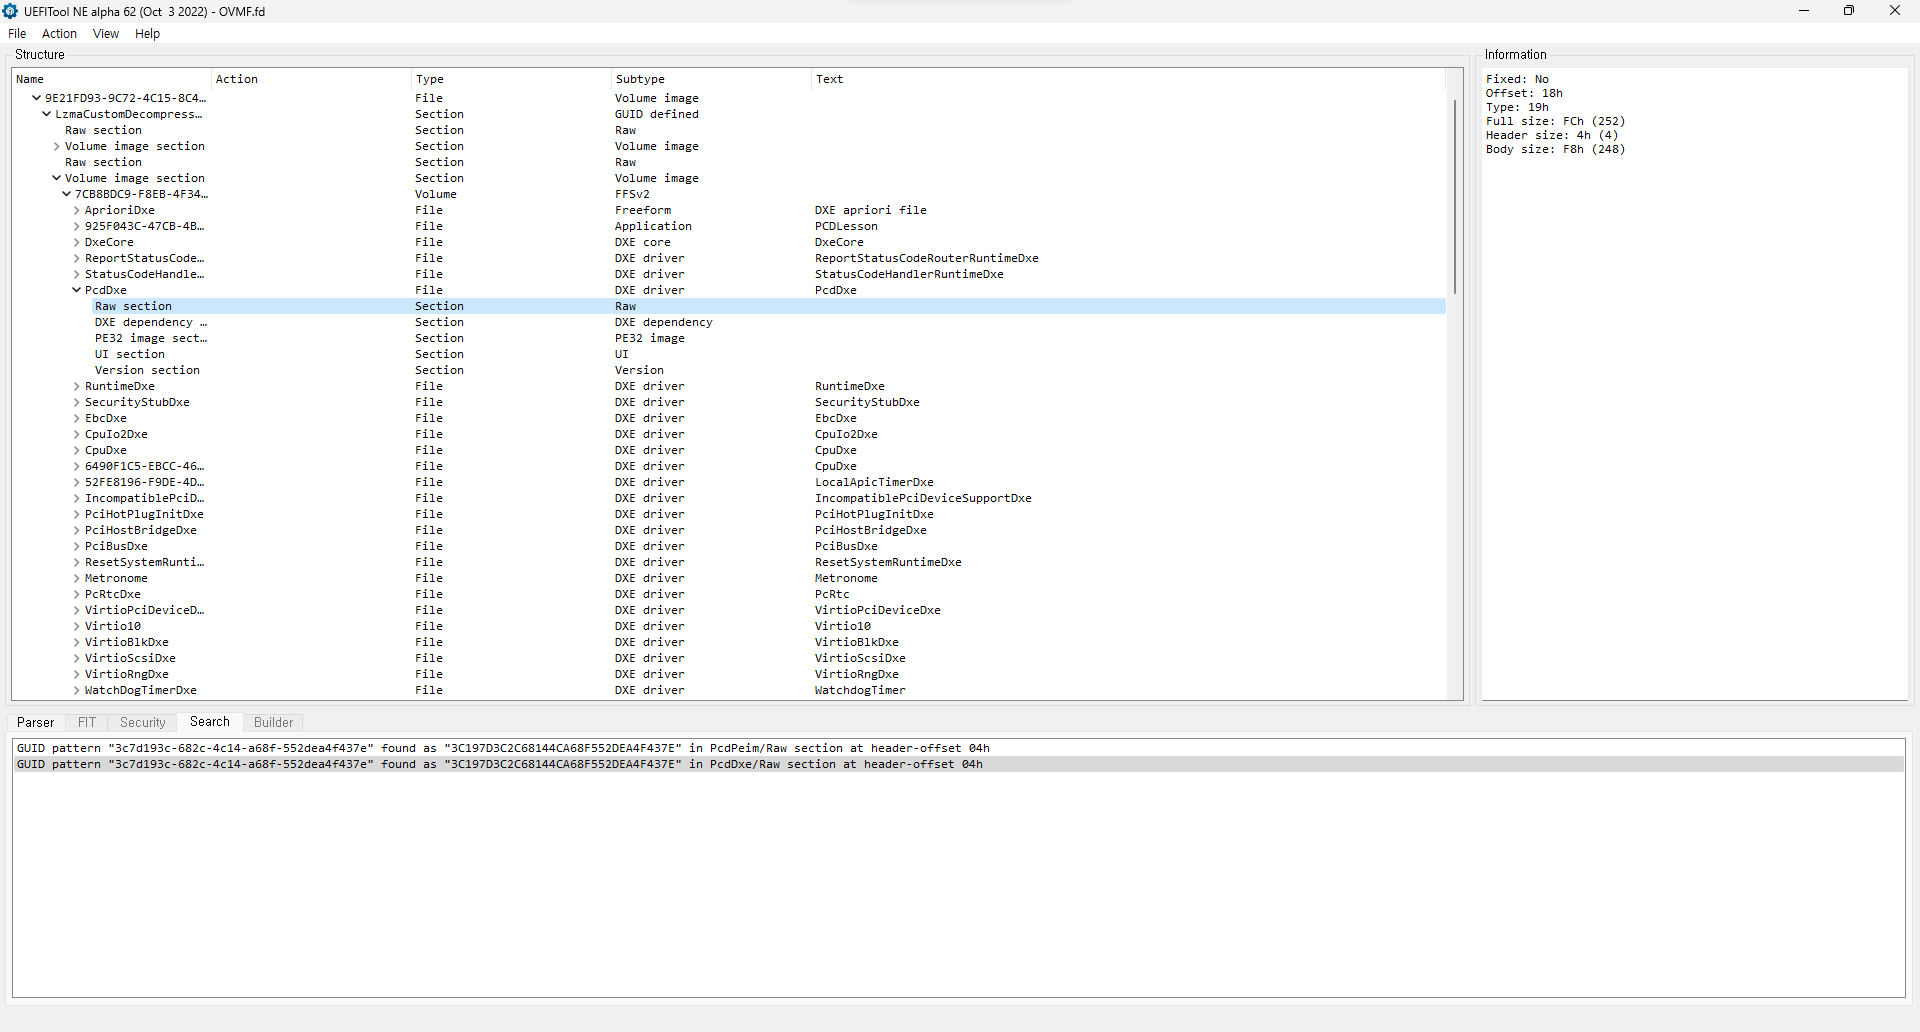 UEFITool NE alpha 62 (Oct  3 2022) - OVMF.fd
File Action View Help
Structure
Name Action Type Subtype Text
9E21FD93-9C72-4C15-8C4... File Volume image
LzmaCustomDecompress... Section GUID defined
Raw section Section Raw
Volume image section Section Volume image
Raw section Section Raw
Volume image section Section Volume image
7CB8BDC9-F8EB-4F34... Volume FFSv2
AprioriDxe File Freeform DXE apriori file
925F043C-47CB-4B... File Application PCDLesson
DxeCore File DXE core DxeCore
ReportStatusCode... File DXE driver ReportStatusCodeRouterRuntimeDxe
StatusCodeHandle... File DXE driver StatusCodeHandlerRuntimeDxe
PcdDxe File DXE driver PcdDxe
Raw section Section Raw
DXE dependency ... Section DXE dependency
PE32 image sect... Section PE32 image
UI section Section UI
Version section Section Version
RuntimeDxe File DXE driver RuntimeDxe
SecurityStubDxe File DXE driver SecurityStubDxe
EbcDxe File DXE driver EbcDxe
CpuIo2Dxe File DXE driver CpuIo2Dxe
CpuDxe File DXE driver CpuDxe
6490F1C5-EBCC-46... File DXE driver CpuDxe
52FE8196-F9DE-4D... File DXE driver LocalApicTimerDxe
IncompatiblePciD... File DXE driver IncompatiblePciDeviceSupportDxe
PciHotPlugInitDxe File DXE driver PciHotPlugInitDxe
PciHostBridgeDxe File DXE driver PciHostBridgeDxe
PciBusDxe File DXE driver PciBusDxe
ResetSystemRunti... File DXE driver ResetSystemRuntimeDxe
Metronome File DXE driver Metronome
PcRtcDxe File DXE driver PcRtc
VirtioPciDeviceD... File DXE driver VirtioPciDeviceDxe
Virtio10 File DXE driver Virtio10
VirtioBlkDxe File DXE driver VirtioBlkDxe
VirtioScsiDxe File DXE driver VirtioScsiDxe
VirtioRngDxe File DXE driver VirtioRngDxe
WatchDogTimerDxe File DXE driver WatchdogTimer
Information
Fixed: No
Offset: 18h
Type: 19h
Full size: FCh (252)
Header size: 4h (4)
Body size: F8h (248)
Parser FIT Security Search Builder
GUID pattern "3c7d193c-682c-4c14-a68f-552dea4f437e" found as "3C197D3C2C68144CA68F552DEA4F437E" in PcdPeim/Raw section at header-offset 04h
GUID pattern "3c7d193c-682c-4c14-a68f-552dea4f437e" found as "3C197D3C2C68144CA68F552DEA4F437E" in PcdDxe/Raw section at header-offset 04h